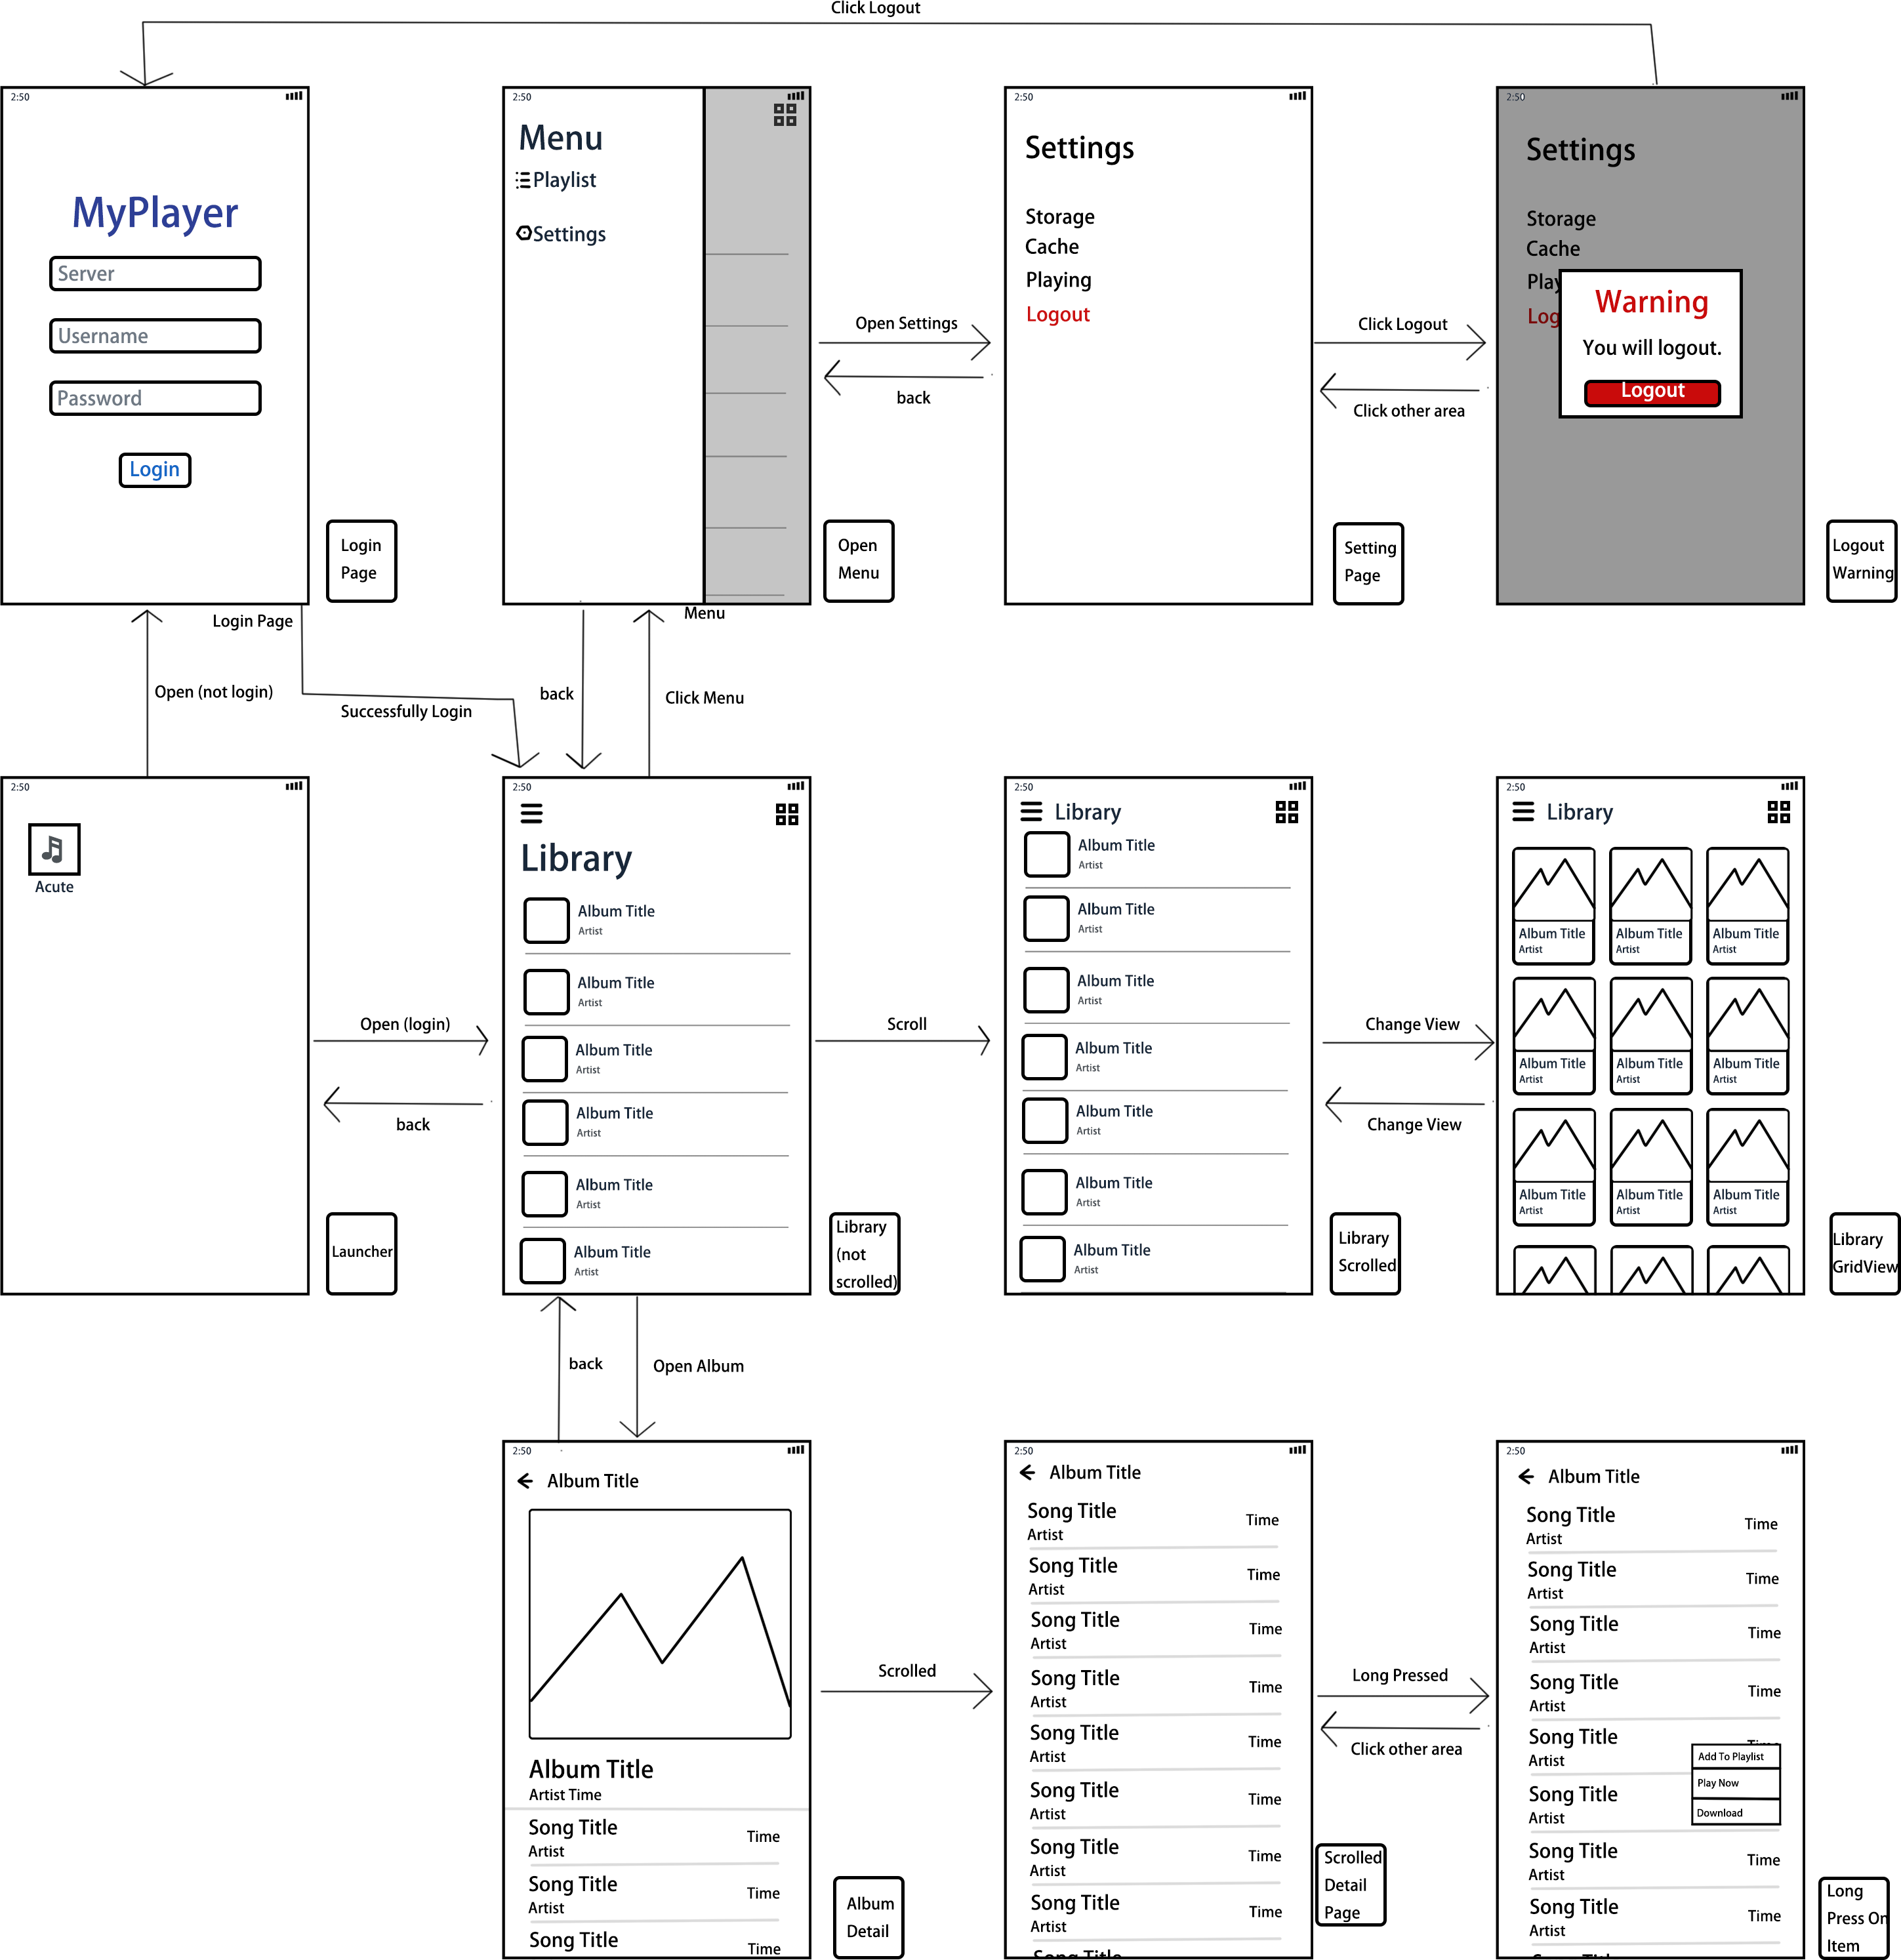 Click Logout
2:50
MyPlayer
Server
Username
Password
Login
Login
Page
2:50
Menu
Playlist
Settings
Open
Menu
Open Settings
back
2:50
Settings
Storage
Cache
Playing
Logout
Setting
Page
Click Logout
Click other area
2:50
Settings
Storage
Cache
Play
Log
Warning
You will logout.
Logout
Logout
Warning
Login Page
Menu
Open (not login)
Successfully Login
back
Click Menu
2:50
Acute
Launcher
Open (login)
back
2:50
Library
Album Title
Artist
Album Title
Artist
Album Title
Artist
Album Title
Artist
Album Title
Artist
Album Title
Artist
Library
(not
scrolled)
Scroll
2:50
Library
Album Title
Artist
Album Title
Artist
Album Title
Artist
Album Title
Artist
Album Title
Artist
Album Title
Artist
Album Title
Artist
Library
Scrolled
Change View
Change View
2:50
Library
Album Title Album Title Album Title
Artist Artist Artist
Album Title Album Title Album Title
Artist Artist Artist
Album Title Album Title Album Title
Artist Artist Artist
Library
GridView
back
Open Album
2:50
Album Title
Album Title
Artist Time
Song Title
Artist
Time
Song Title
Artist
Time
Song Title
Time
Album
Detail
Scrolled
2:50
Album Title
Song Title
Artist
Time
Song Title
Artist
Time
Song Title
Artist
Time
Song Title
Artist
Time
Song Title
Artist
Time
Song Title
Artist
Time
Song Title
Artist
Time
Song Title
Artist
Time
Song Title
Scrolled
Detail
Page
Long Pressed
Click other area
2:50
Album Title
Song Title
Artist
Time
Song Title
Artist
Time
Song Title
Artist
Time
Song Title
Artist
Time
Song Title
Artist
Time
Add To Playlist
Play Now
Download
Song Title
Artist
Song Title
Artist
Time
Song Title
Artist
Time
Long
Press On
Item